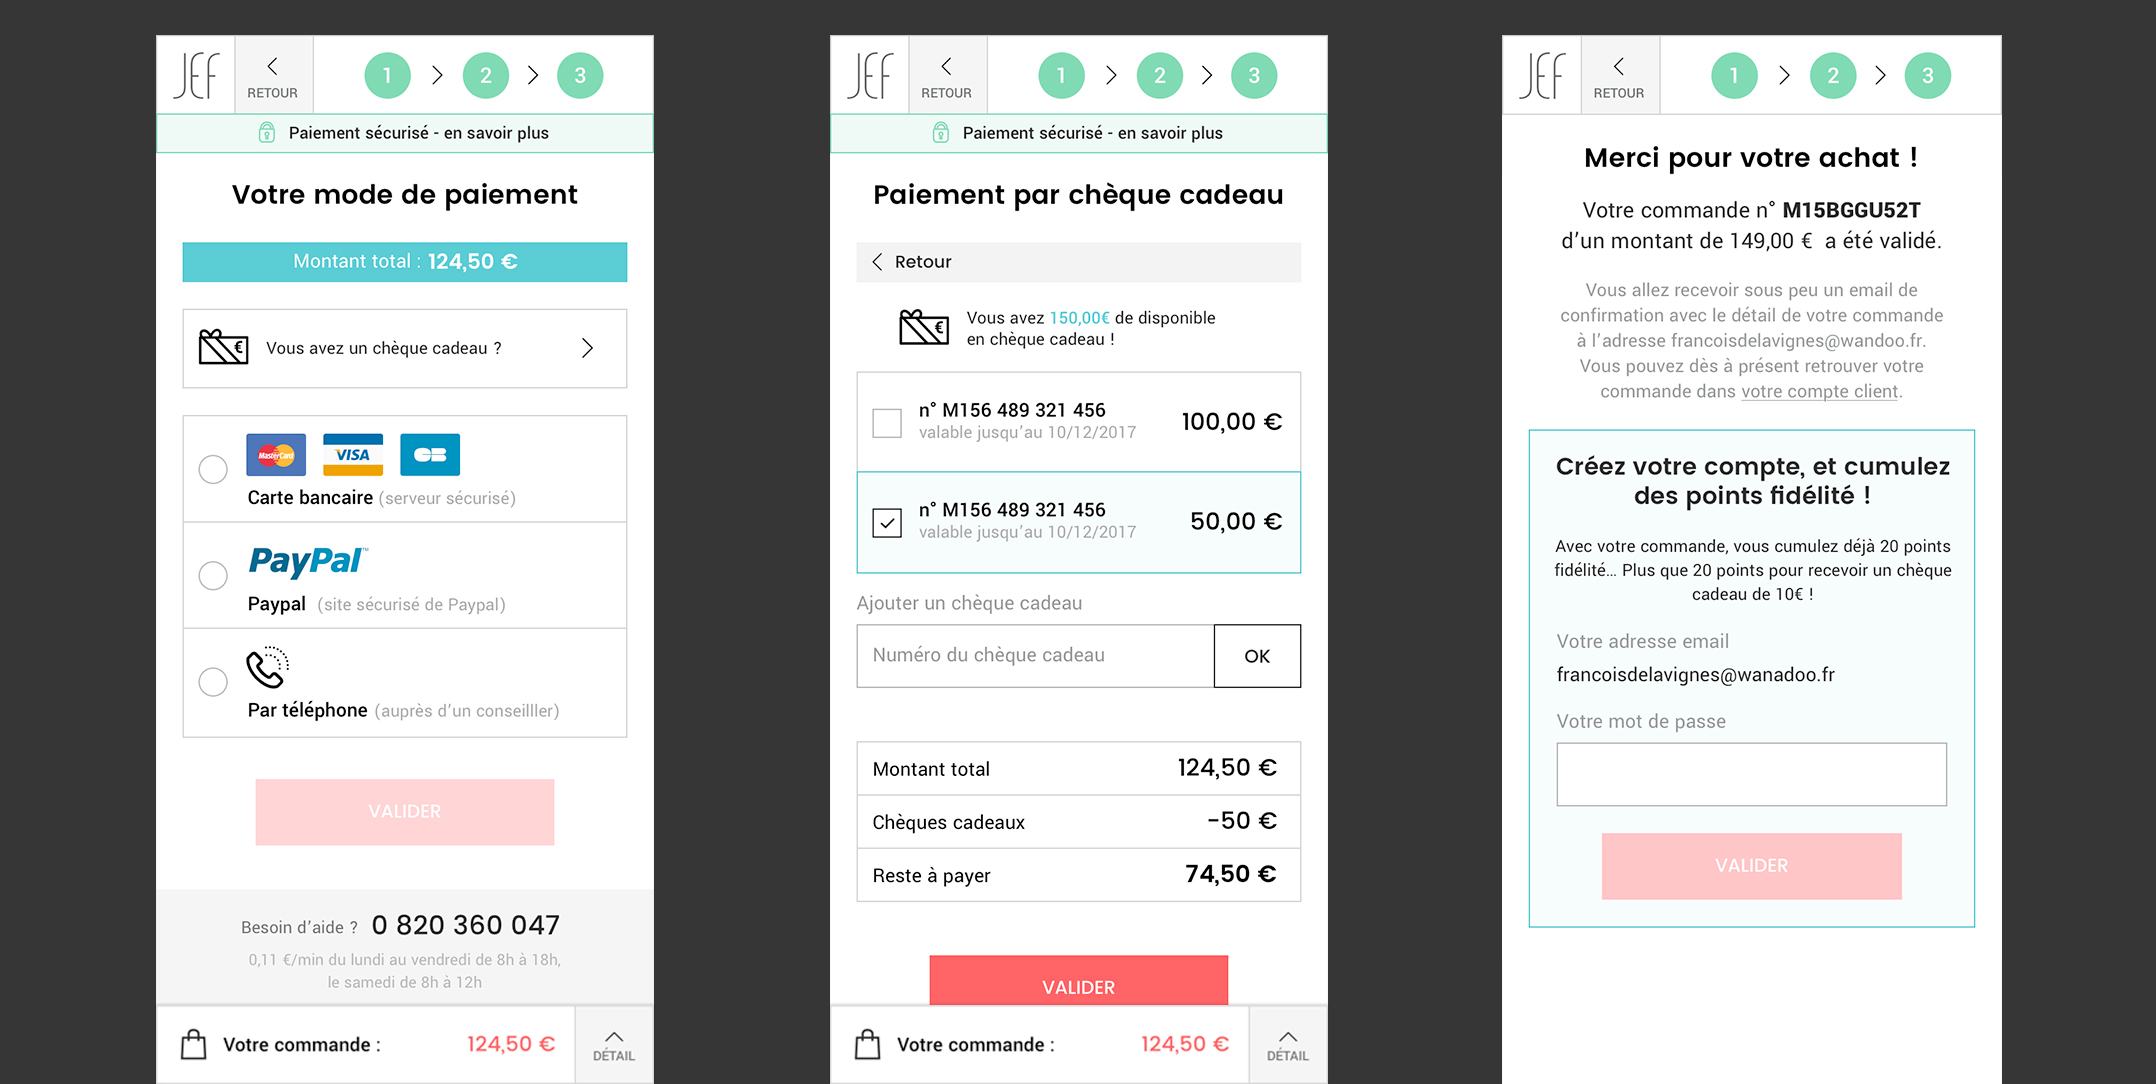 JEF
RETOUR
1 2 3
Paiement sécurisé - en savoir plus
Votre mode de paiement
Montant total : 124,50 €
€
Vous avez un chèque cadeau ?
MasterCard VISA CB
Carte bancaire (serveur sécurisé)
PayPal™
Paypal (site sécurisé de Paypal)
Par téléphone (auprès d'un conseilller)
VALIDER
Besoin d'aide ? 0 820 360 047
0,11 €/min du lundi au vendredi de 8h à 18h,
le samedi de 8h à 12h
Votre commande : 124,50 €
DÉTAIL
JEF
RETOUR
1 2 3
Paiement sécurisé - en savoir plus
Paiement par chèque cadeau
Retour
€
Vous avez 150,00€ de disponible
en chèque cadeau !
n° M156 489 321 456
valable jusqu'au 10/12/2017
100,00 €
n° M156 489 321 456
valable jusqu'au 10/12/2017
50,00 €
Ajouter un chèque cadeau
Numéro du chèque cadeau
OK
Montant total 124,50 €
Chèques cadeaux -50 €
Reste à payer 74,50 €
VALIDER
Votre commande : 124,50 €
DÉTAIL
JEF
RETOUR
1 2 3
Merci pour votre achat !
Votre commande n° M15BGGU52T
d'un montant de 149,00 € a été validé.
Vous allez recevoir sous peu un email de
confirmation avec le détail de votre commande
à l'adresse francoisdelavignes@wandoo.fr.
Vous pouvez dès à présent retrouver votre
commande dans votre compte client.
Créez votre compte, et cumulez
des points fidélité !
Avec votre commande, vous cumulez déjà 20 points
fidélité... Plus que 20 points pour recevoir un chèque
cadeau de 10€ !
Votre adresse email
francoisdelavignes@wanadoo.fr
Votre mot de passe
VALIDER